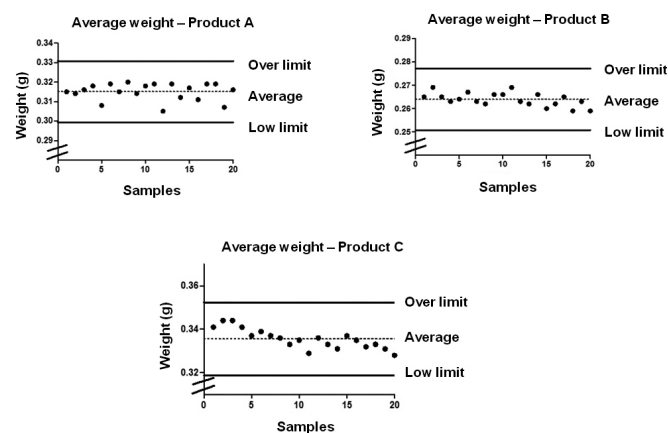 Average weight – Product A
0.34
0.33
0.32
0.31
0.30
0.29
Weight (g)
Over limit
Average
Low limit
0 5 10 15 20
Samples
Average weight – Product B
0.29
0.28
0.27
0.26
0.25
Weight (g)
Over limit
Average
Low limit
0 5 10 15 20
Samples
Average weight – Product C
0.36
0.34
0.32
Weight (g)
Over limit
Average
Low limit
0 5 10 15 20
Samples